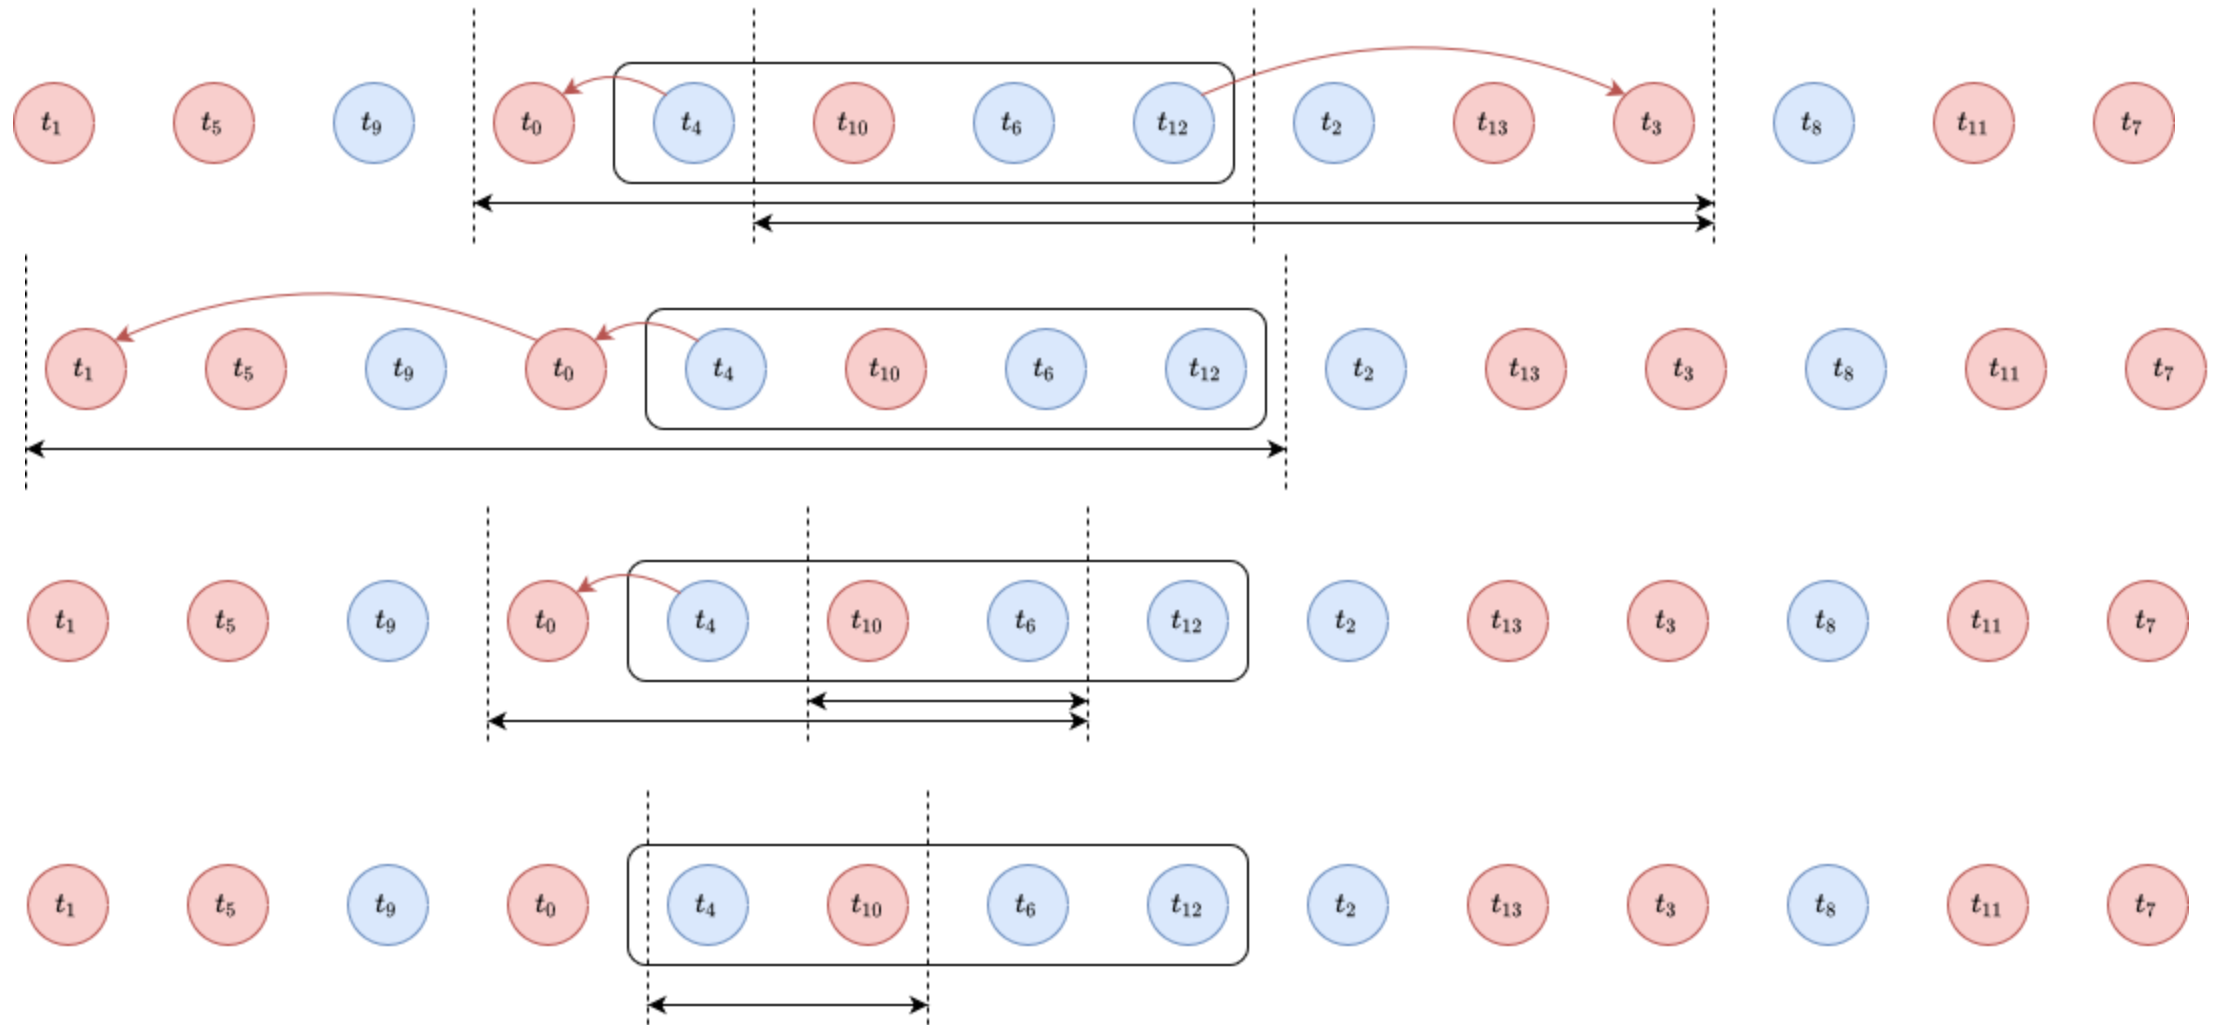 t₁ t₅ t₉ t₀ t₄ t₁₀ t₆ t₁₂ t₂ t₁₃ t₃ t₈ t₁₁ t₇
t₁ t₅ t₉ t₀ t₄ t₁₀ t₆ t₁₂ t₂ t₁₃ t₃ t₈ t₁₁ t₇
t₁ t₅ t₉ t₀ t₄ t₁₀ t₆ t₁₂ t₂ t₁₃ t₃ t₈ t₁₁ t₇
t₁ t₅ t₉ t₀ t₄ t₁₀ t₆ t₁₂ t₂ t₁₃ t₃ t₈ t₁₁ t₇